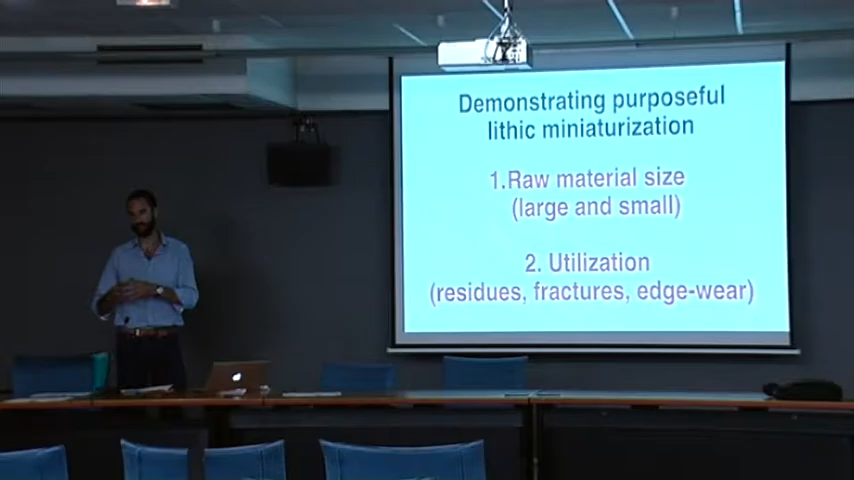 Demonstrating purposeful
lithic miniaturization
1.Raw material size
(large and small)
2. Utilization
(residues, fractures, edge-wear)